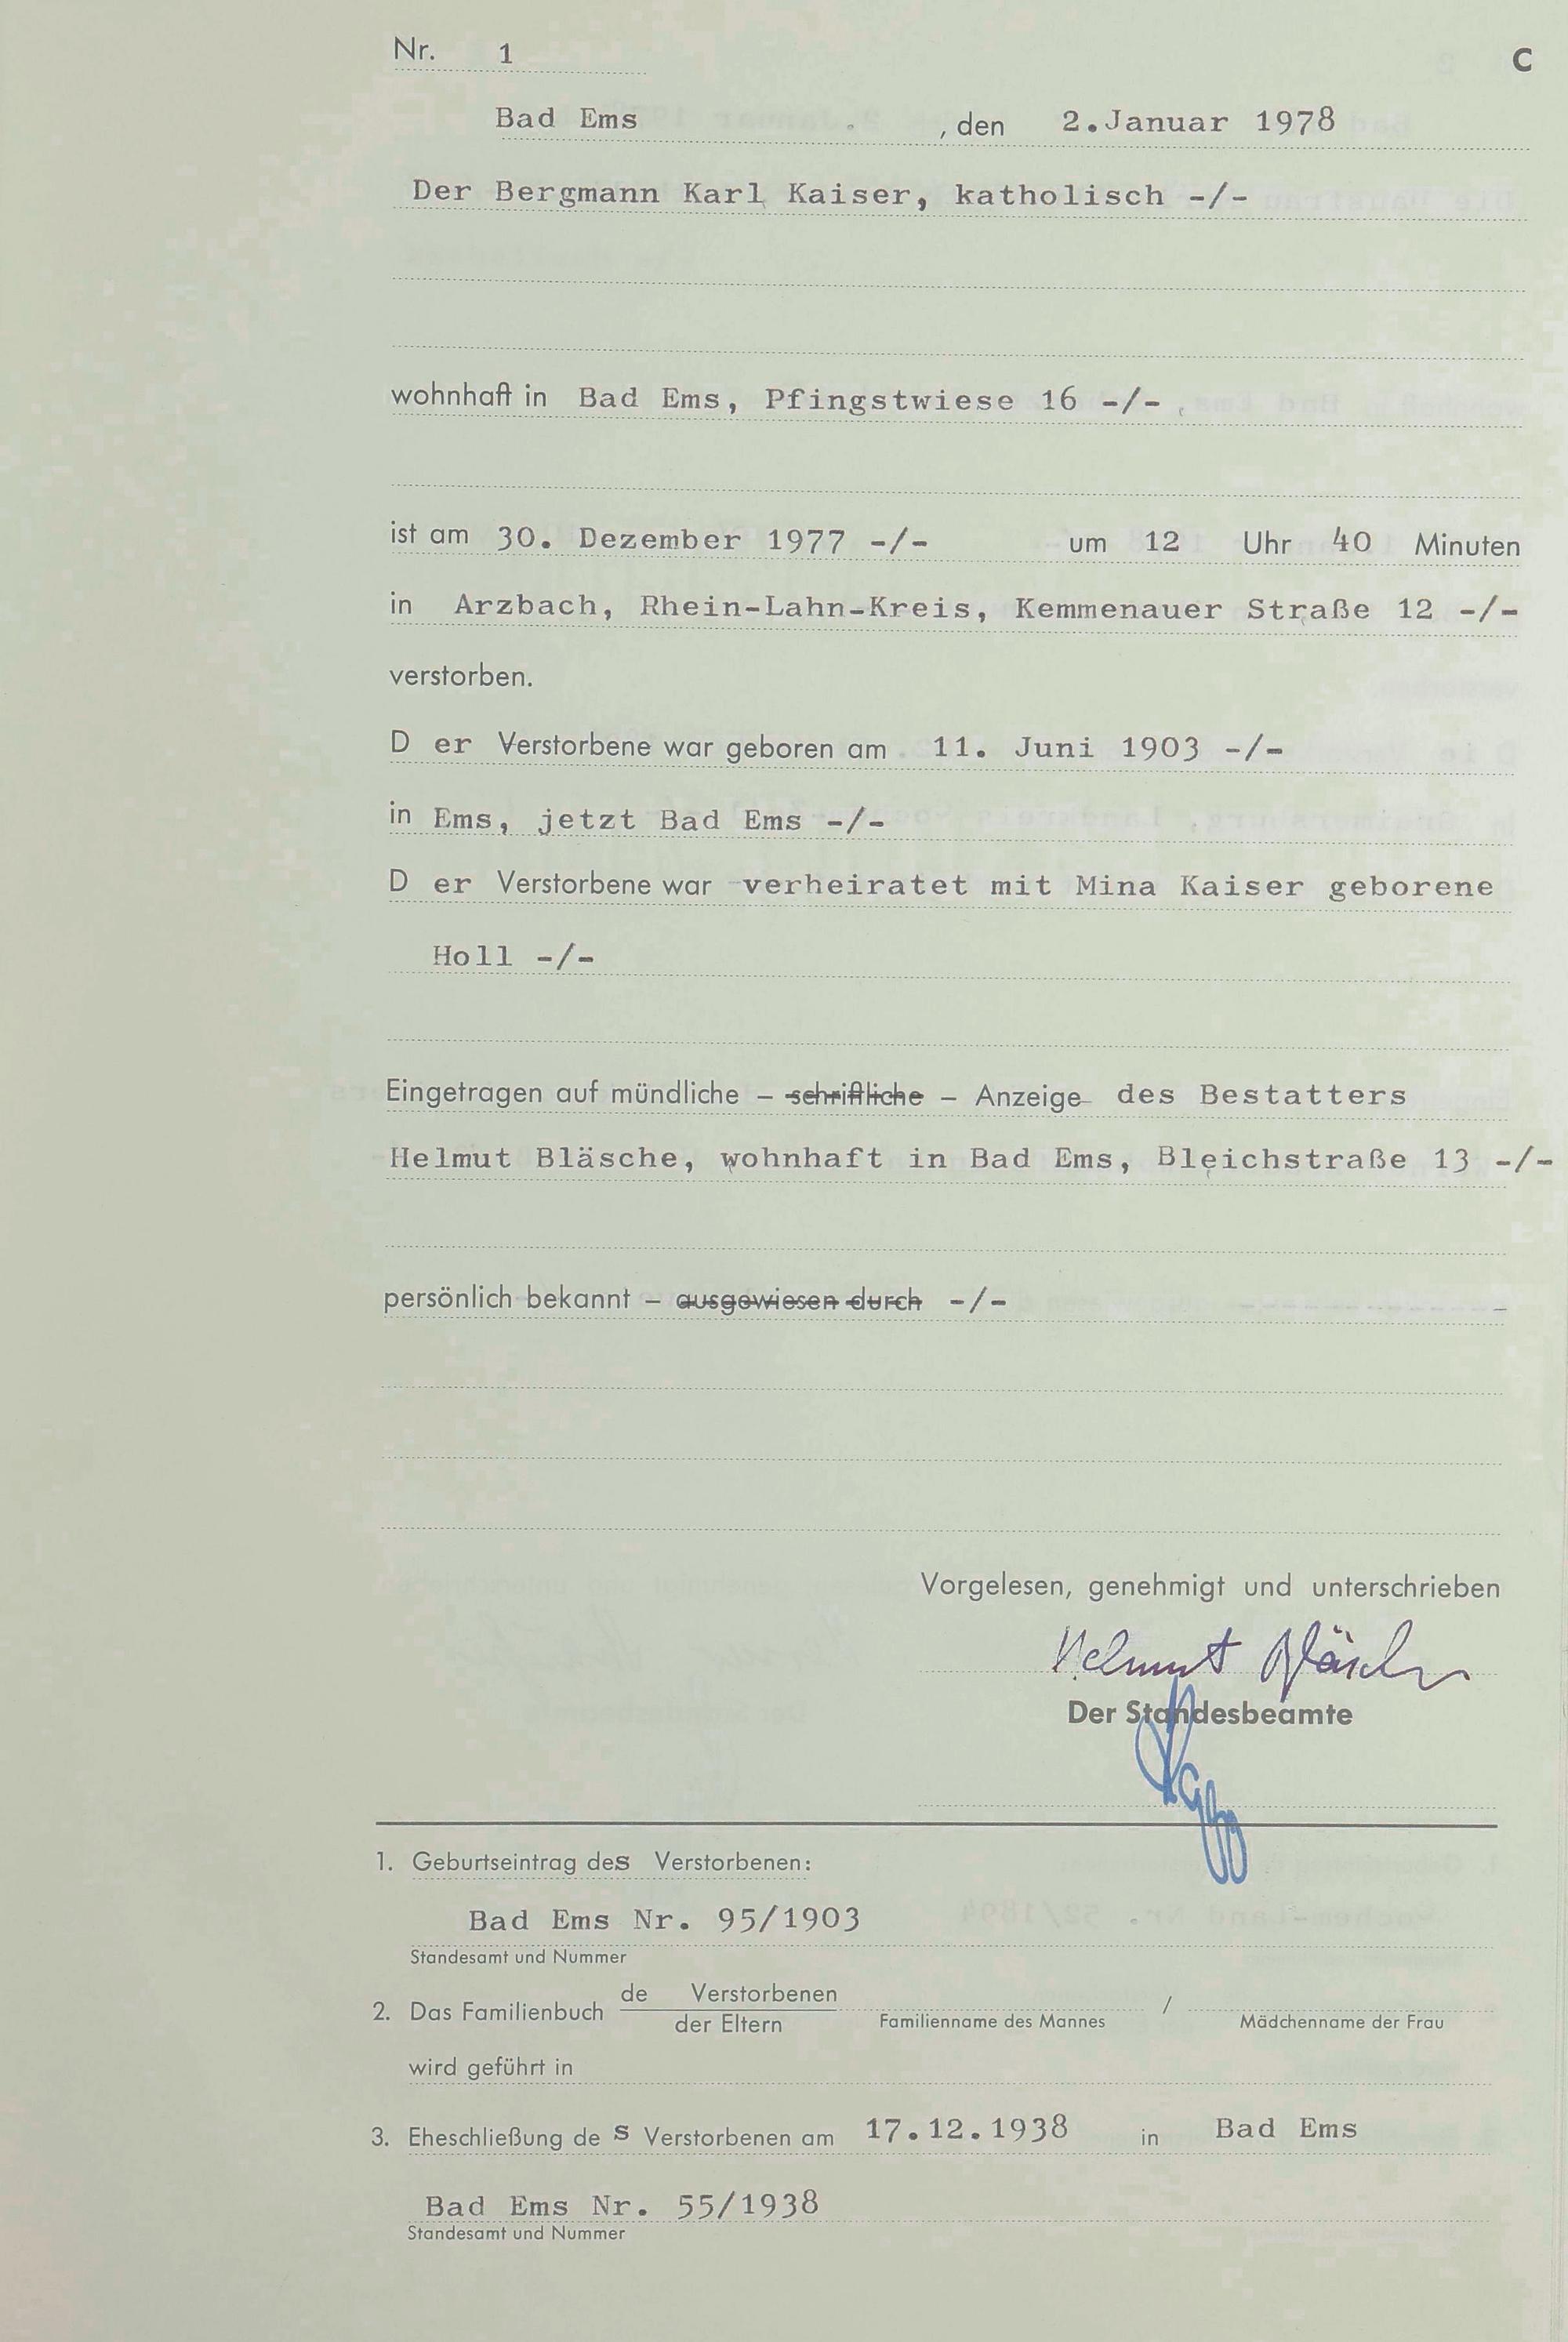 Nr. 1 C
Bad Ems , den 2.Januar 1978
Der Bergmann Karl Kaiser, katholisch -/-
wohnhaft in Bad Ems, Pfingstwiese 16 -/-
ist am 30. Dezember 1977 -/- um 12 Uhr 40 Minuten
in Arzbach, Rhein-Lahn-Kreis, Kemmenauer Straße 12 -/-
verstorben.
D er Verstorbene war geboren am 11. Juni 1903 -/-
in Ems, jetzt Bad Ems -/-
D er Verstorbene war verheiratet mit Mina Kaiser geborene
Holl -/-
Eingetragen auf mündliche – schriftliche – Anzeige des Bestatters
Helmut Bläsche, wohnhaft in Bad Ems, Bleichstraße 13 -/-
persönlich bekannt – ausgewiesen durch -/-
Vorgelesen, genehmigt und unterschrieben
Helmut Bläsche
Der Standesbeamte
1. Geburtseintrag des Verstorbenen:
Bad Ems Nr. 95/1903
Standesamt und Nummer
2. Das Familienbuch de Verstorbenen
der Eltern
/
Familienname des Mannes Mädchenname der Frau
wird geführt in
3. Eheschließung de s Verstorbenen am 17.12.1938 in Bad Ems
Bad Ems Nr. 55/1938
Standesamt und Nummer